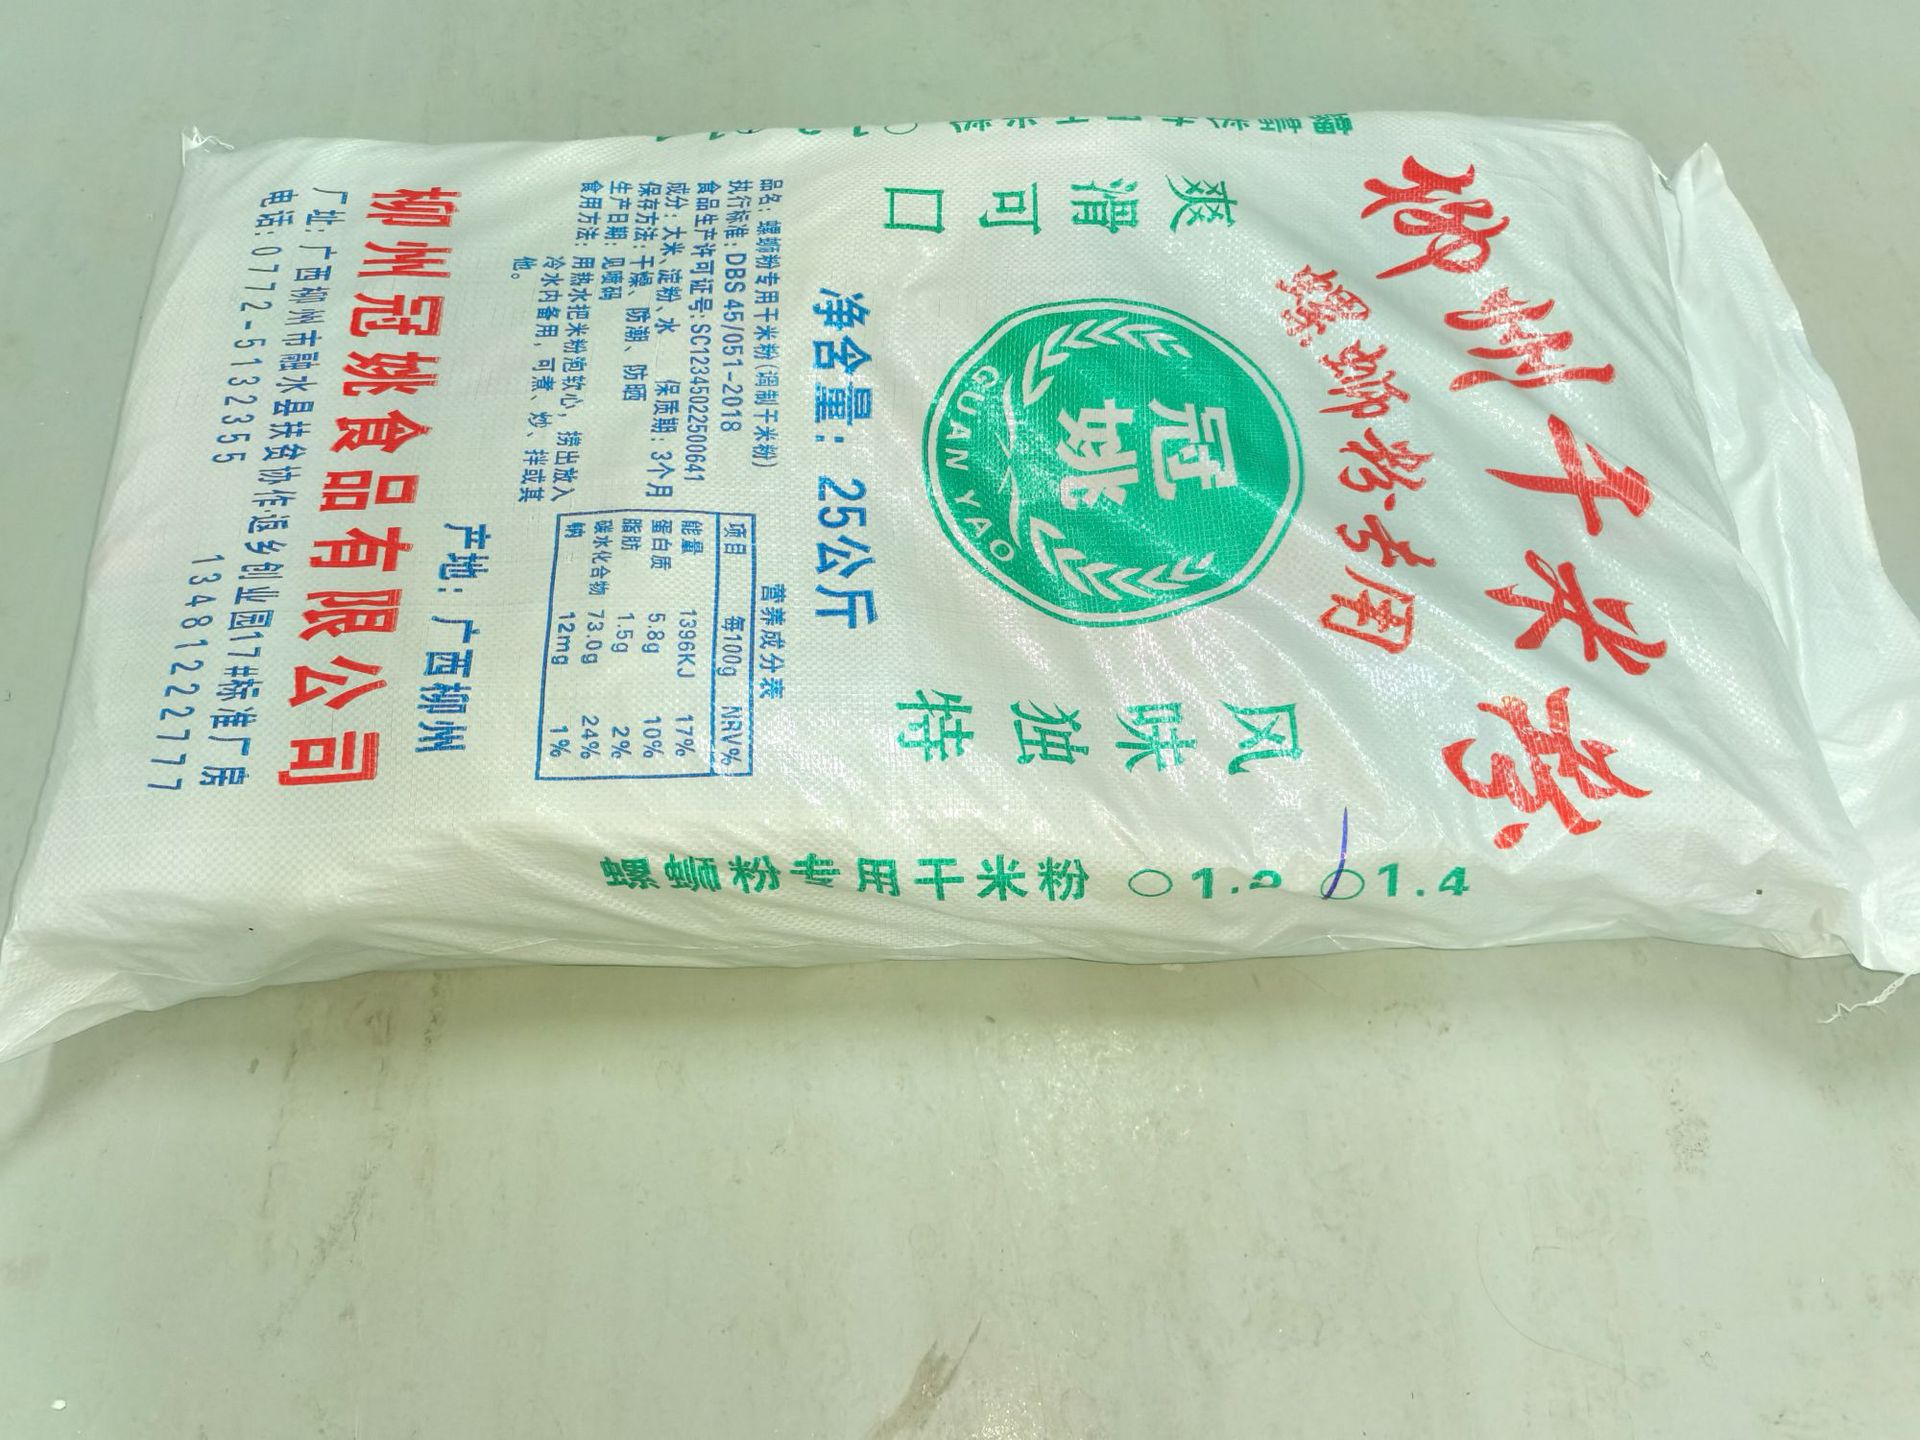 柳州干米粉
螺蛳粉专用
爽滑可口
冠姚
GUAN YAO
风味独特
净含量：25公斤
品名：螺蛳粉专用干米粉(调制干米粉)
执行标准：DBS 45/051-2018
食品生产许可证号：SC12345022500641
成分：大米、淀粉、水 保质期：3个月
保存方法：干燥、防潮、防晒
生产日期：见喷码
食用方法：用热水把米粉泡软心，捞出放入
冷水内备用，可煮、炒、拌或其
他。
营养成分表
项目 每100g NRV%
能量 1396KJ 17%
蛋白质 5.8g 10%
脂肪 1.5g 2%
碳水化合物 73.0g 24%
钠 12mg 1%
产地：广西柳州
柳州冠姚食品有限公司
厂址：广西柳州市融水县扶贫协作返乡创业园17#标准厂房
电话：0772-5132355
13481222777
干米粉 ○1.2 ○1.4